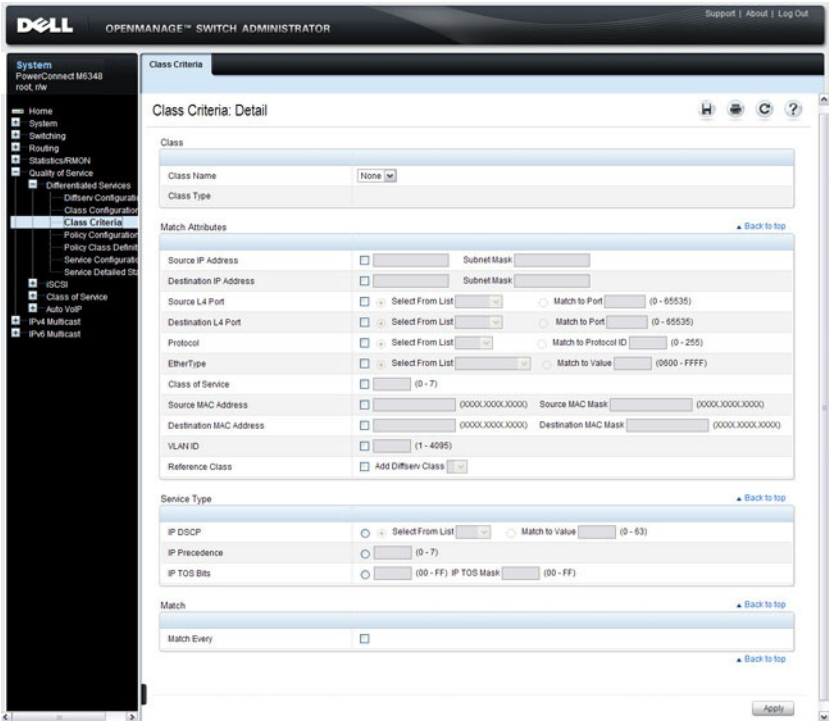 Support | About | Log Out
DELL OPENMANAGE™ SWITCH ADMINISTRATOR
System
PowerConnect M6348
root, r/w
Home
System
Switching
Routing
Statistics/RMON
Quality of Service
Differentiated Services
Diffserv Configurati
Class Configuration
Class Criteria
Policy Configuration
Policy Class Definit
Service Configuratio
Service Detailed Sta
iSCSI
Class of Service
Auto VoIP
IPv4 Multicast
IPv6 Multicast
Class Criteria
Class Criteria: Detail
Class
Class Name None
Class Type
Match Attributes Back to top
Source IP Address Subnet Mask
Destination IP Address Subnet Mask
Source L4 Port Select From List Match to Port (0 - 65535)
Destination L4 Port Select From List Match to Port (0 - 65535)
Protocol Select From List Match to Protocol ID (0 - 255)
EtherType Select From List Match to Value (0600 - FFFF)
Class of Service (0 - 7)
Source MAC Address (XXXX.XXXX.XXXX) Source MAC Mask (XXXX.XXXX.XXXX)
Destination MAC Address (XXXX.XXXX.XXXX) Destination MAC Mask (XXXX.XXXX.XXXX)
VLAN ID (1 - 4095)
Reference Class Add Diffserv Class
Service Type Back to top
IP DSCP Select From List Match to Value (0 - 63)
IP Precedence (0 - 7)
IP TOS Bits (00 - FF) IP TOS Mask (00 - FF)
Match Back to top
Match Every
Back to top
Apply